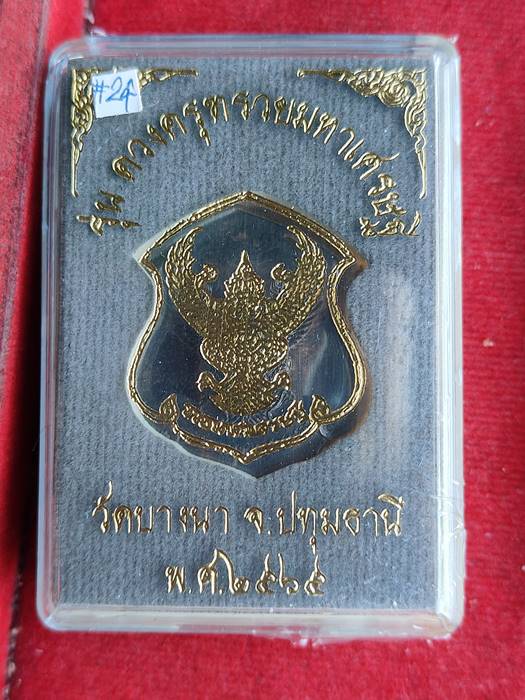 #24
รุ่น ดวงครุฑรวยมหาเศรษฐี
วัดบางนา จ.ปทุมธานี
พ.ศ.๒๕๖๕